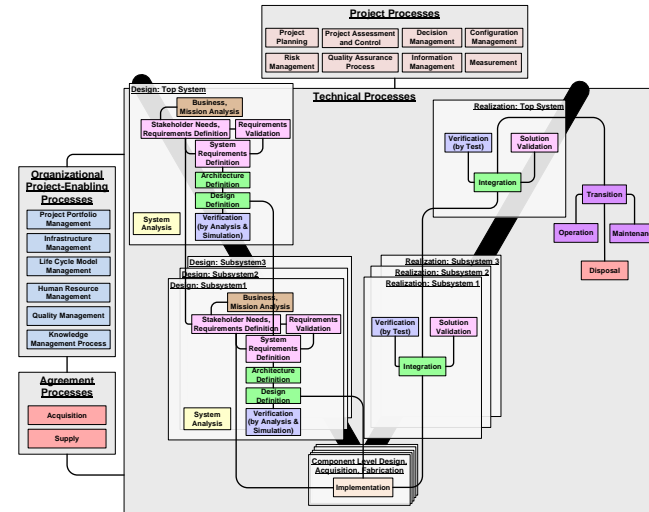 Project Processes
Project
Planning
Project Assessment
and Control
Decision
Management
Configuration
Management
Risk
Management
Quality Assurance
Process
Information
Management
Measurement
Technical Processes
Design: Top System
Business,
Mission Analysis
Stakeholder Needs,
Requirements Definition
Requirements
Validation
System
Requirements
Definition
Architecture
Definition
Design
Definition
System
Analysis
Verification
(by Analysis &
Simulation)
Realization: Top System
Verification
(by Test)
Solution
Validation
Integration
Transition
Operation
Maintenanc
Disposal
Organizational
Project-Enabling
Processes
Project Portfolio
Management
Infrastructure
Management
Life Cycle Model
Management
Human Resource
Management
Quality Management
Knowledge
Management Process
Agreement
Processes
Acquisition
Supply
Design: Subsystem3
Design: Subsystem2
Design: Subsystem1
Business,
Mission Analysis
Stakeholder Needs,
Requirements Definition
Requirements
Validation
System
Requirements
Definition
Architecture
Definition
Design
Definition
System
Analysis
Verification
(by Analysis &
Simulation)
Realization: Subsystem 3
Realization: Subsystem 2
Realization: Subsystem 1
Verification
(by Test)
Solution
Validation
Integration
Component Level Design,
Acquisition, Fabrication
Implementation